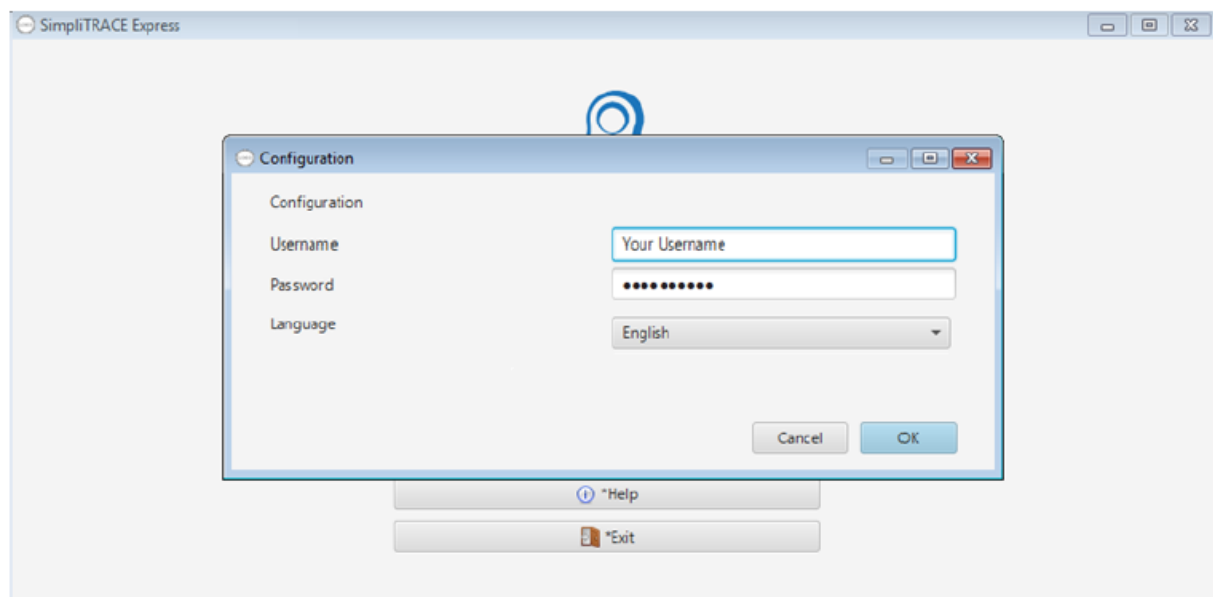 SimpliTRACE Express
Configuration
Configuration
Username
Your Username
Password
••••••••••
Language
English
Cancel
OK
*Help
*Exit